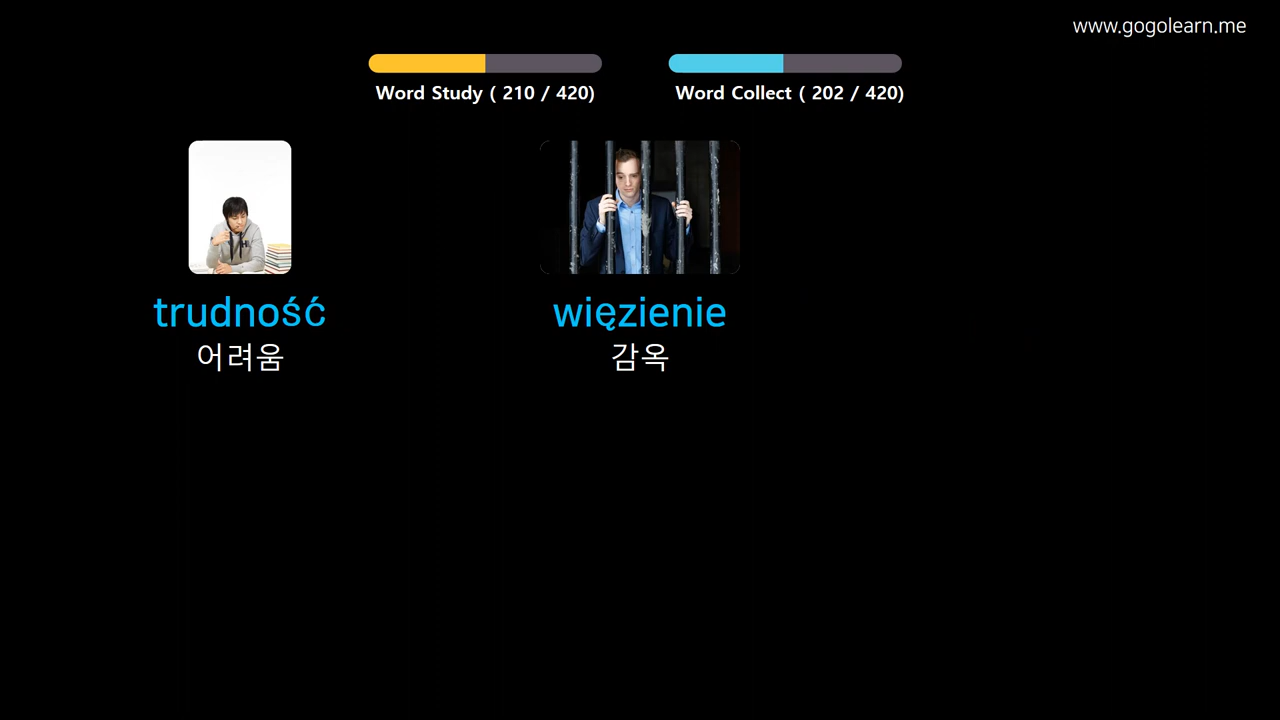 www.gogolearn.me
Word Study ( 210 / 420)
Word Collect ( 202 / 420)
trudność
어려움
więzienie
감옥